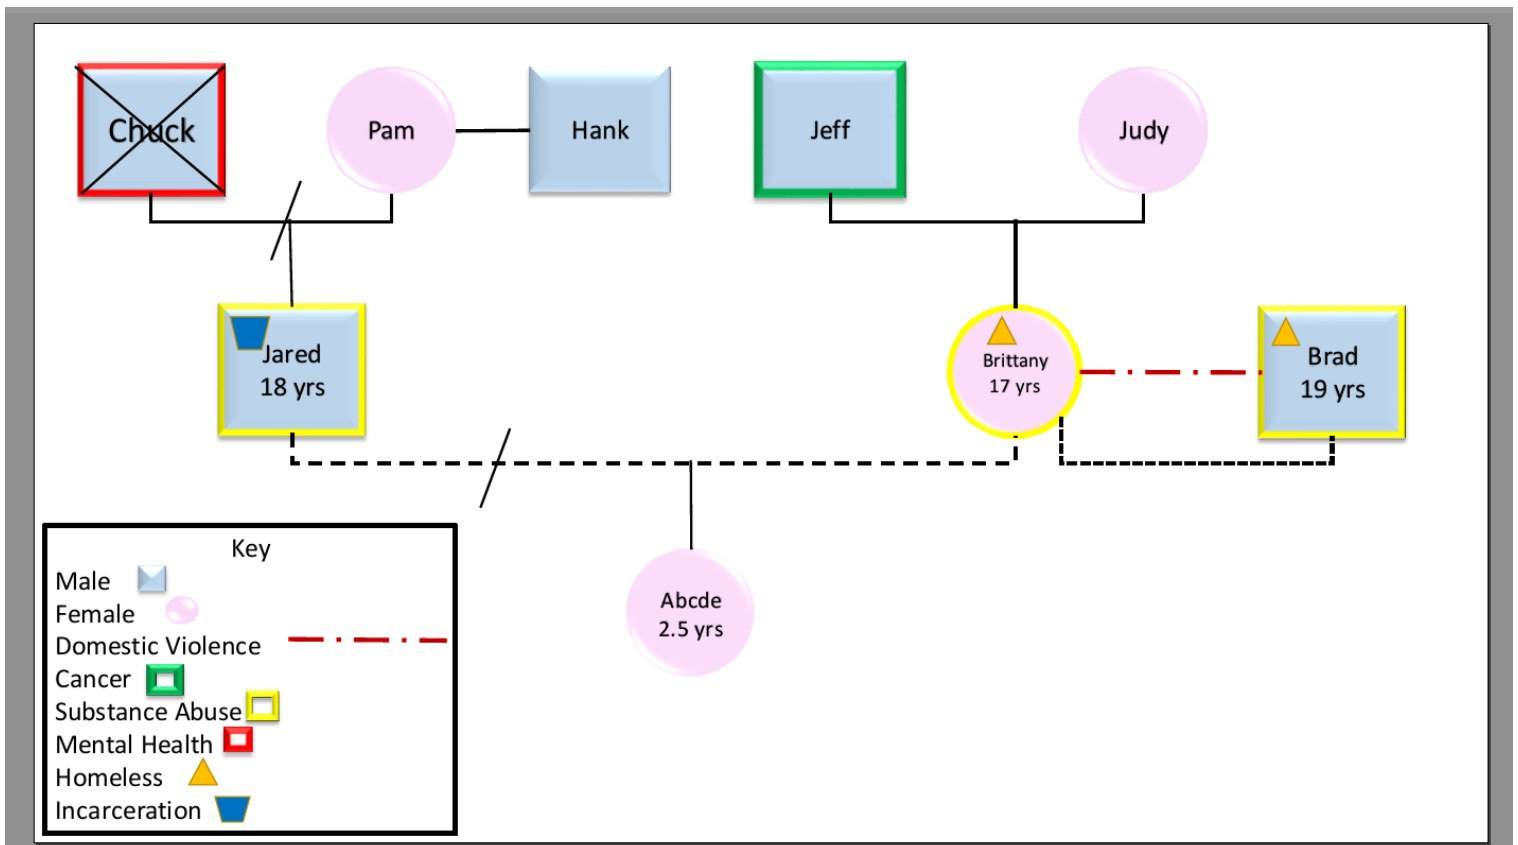 Chuck
Pam
Hank
Jeff
Judy
Jared
18 yrs
Brittany
17 yrs
Brad
19 yrs
Abcde
2.5 yrs
Key
Male
Female
Domestic Violence
Cancer
Substance Abuse
Mental Health
Homeless
Incarceration